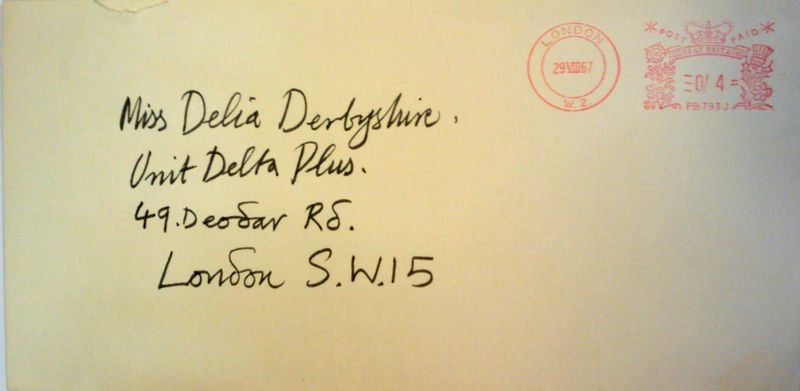 LONDON
29 VIII 67
W. 2.
POST PAID
GREAT BRITAIN
0/4
P.B. 793 J
Miss Delia Derbyshire.
Unit Delta Plus.
49. Deodar Rd.
London S.W.15